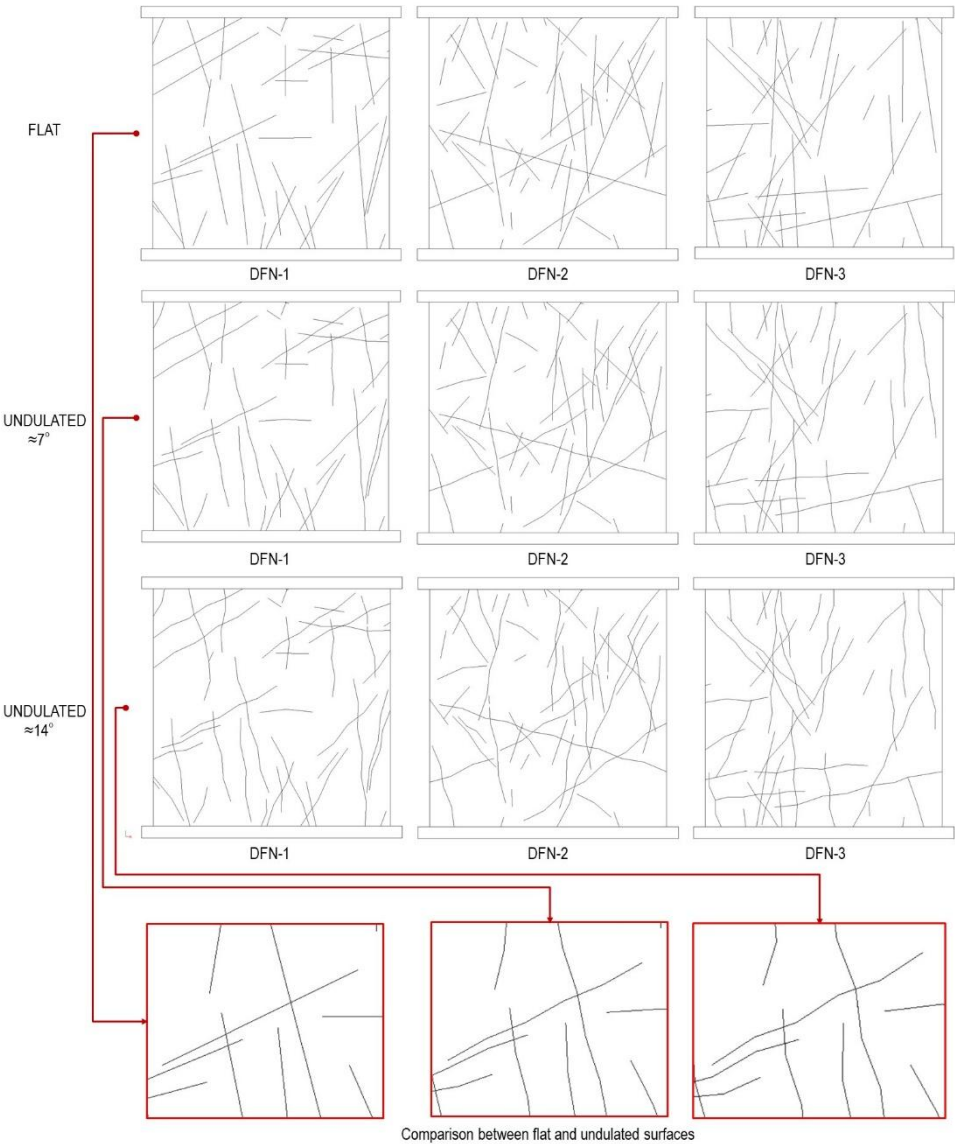 FLAT
DFN-1
DFN-2
DFN-3
UNDULATED
≈7°
DFN-1
DFN-2
DFN-3
UNDULATED
≈14°
DFN-1
DFN-2
DFN-3
Comparison between flat and undulated surfaces